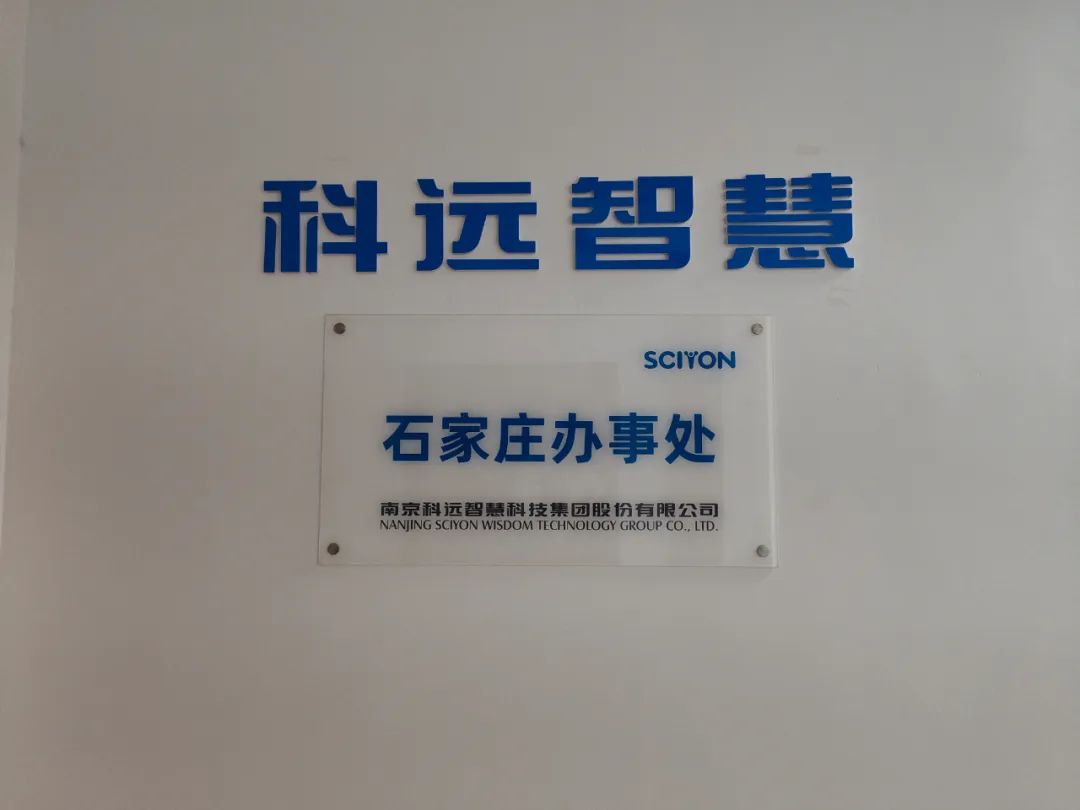 科远智慧
SCIYON
石家庄办事处
南京科远智慧科技集团股份有限公司
NANJING SCIYON WISDOM TECHNOLOGY GROUP CO., LTD.